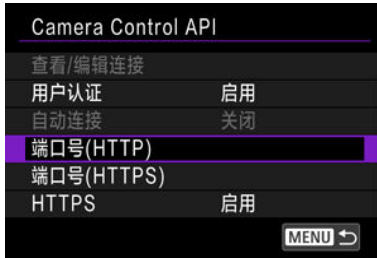 Camera Control API
查看/编辑连接
用户认证 启用
自动连接 关闭
端口号(HTTP)
端口号(HTTPS)
HTTPS 启用
MENU